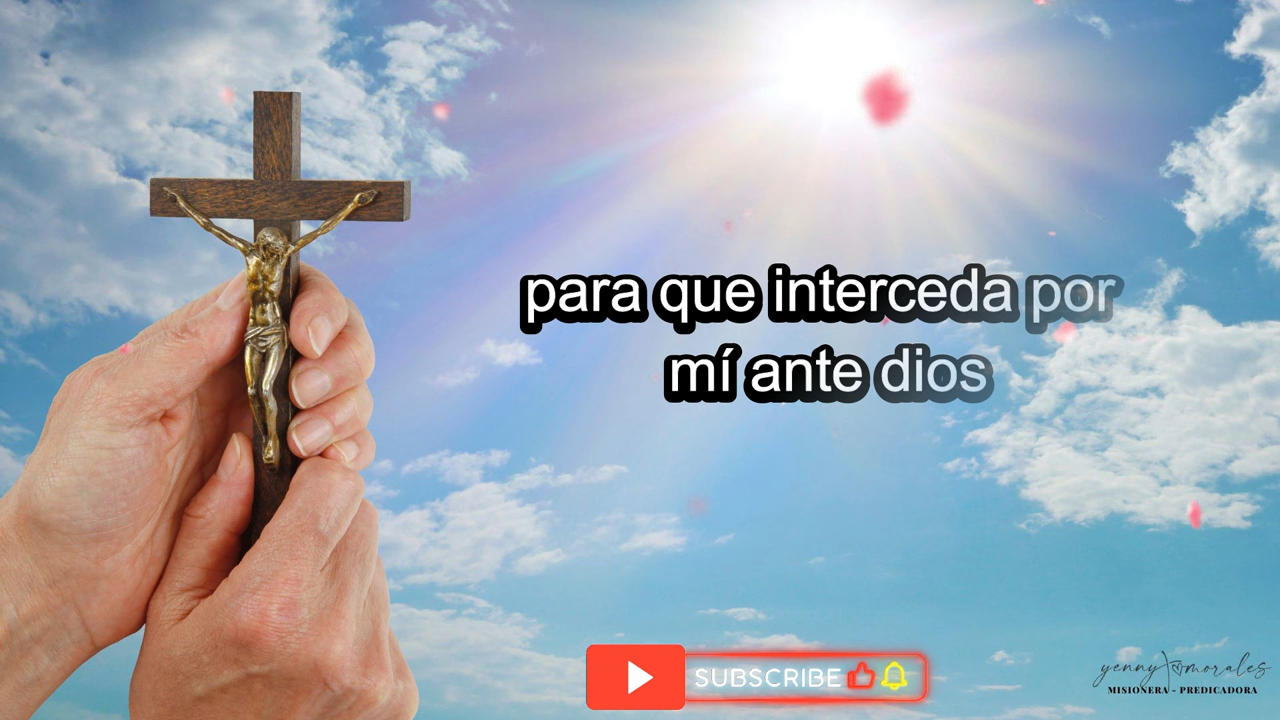 para que interceda por
mí ante dios
SUBSCRIBE
yenny morales
MISIONERA - PREDICADORA